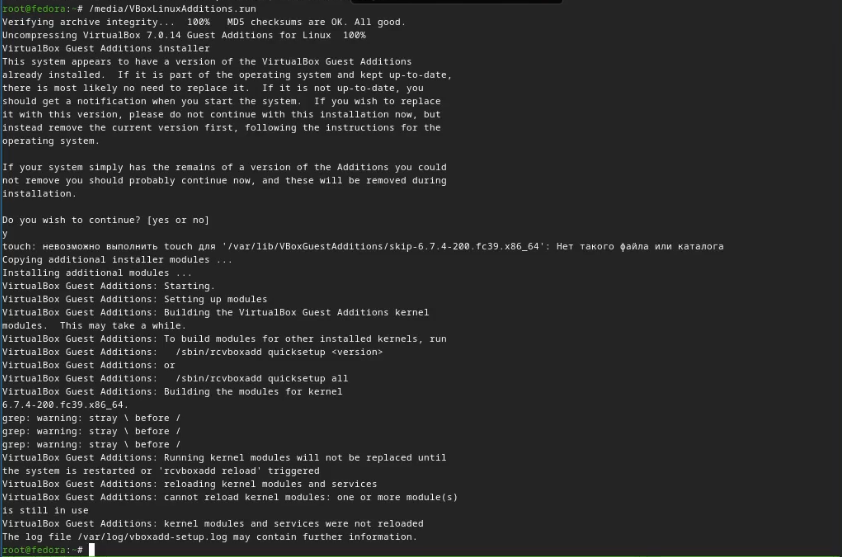 root@fedora:~# /media/VBoxLinuxAdditions.run
Verifying archive integrity...  100%   MD5 checksums are OK. All good.
Uncompressing VirtualBox 7.0.14 Guest Additions for Linux  100%
VirtualBox Guest Additions installer
This system appears to have a version of the VirtualBox Guest Additions
already installed.  If it is part of the operating system and kept up-to-date,
there is most likely no need to replace it.  If it is not up-to-date, you
should get a notification when you start the system.  If you wish to replace
it with this version, please do not continue with this installation now, but
instead remove the current version first, following the instructions for the
operating system.

If your system simply has the remains of a version of the Additions you could
not remove you should probably continue now, and these will be removed during
installation.

Do you wish to continue? [yes or no]
y
touch: невозможно выполнить touch для '/var/lib/VBoxGuestAdditions/skip-6.7.4-200.fc39.x86_64': Нет такого файла или каталога
Copying additional installer modules ...
Installing additional modules ...
VirtualBox Guest Additions: Starting.
VirtualBox Guest Additions: Setting up modules
VirtualBox Guest Additions: Building the VirtualBox Guest Additions kernel
modules.  This may take a while.
VirtualBox Guest Additions: To build modules for other installed kernels, run
VirtualBox Guest Additions:   /sbin/rcvboxadd quicksetup <version>
VirtualBox Guest Additions: or
VirtualBox Guest Additions:   /sbin/rcvboxadd quicksetup all
VirtualBox Guest Additions: Building the modules for kernel
6.7.4-200.fc39.x86_64.
grep: warning: stray \ before /
grep: warning: stray \ before /
grep: warning: stray \ before /
VirtualBox Guest Additions: Running kernel modules will not be replaced until
the system is restarted or 'rcvboxadd reload' triggered
VirtualBox Guest Additions: reloading kernel modules and services
VirtualBox Guest Additions: cannot reload kernel modules: one or more module(s)
is still in use
VirtualBox Guest Additions: kernel modules and services were not reloaded
The log file /var/log/vboxadd-setup.log may contain further information.
root@fedora:~#